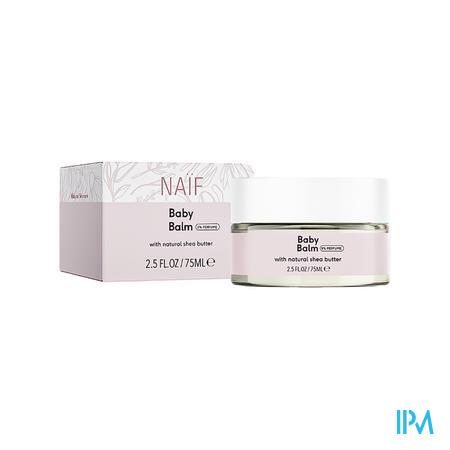 NAÏF
Baby
Balm 0% PERFUME
with natural shea butter
2.5 FL.OZ/75ML℮
Baby
Balm 0% PERFUME
with natural shea butter
2.5 FL.OZ/75ML℮
IPM